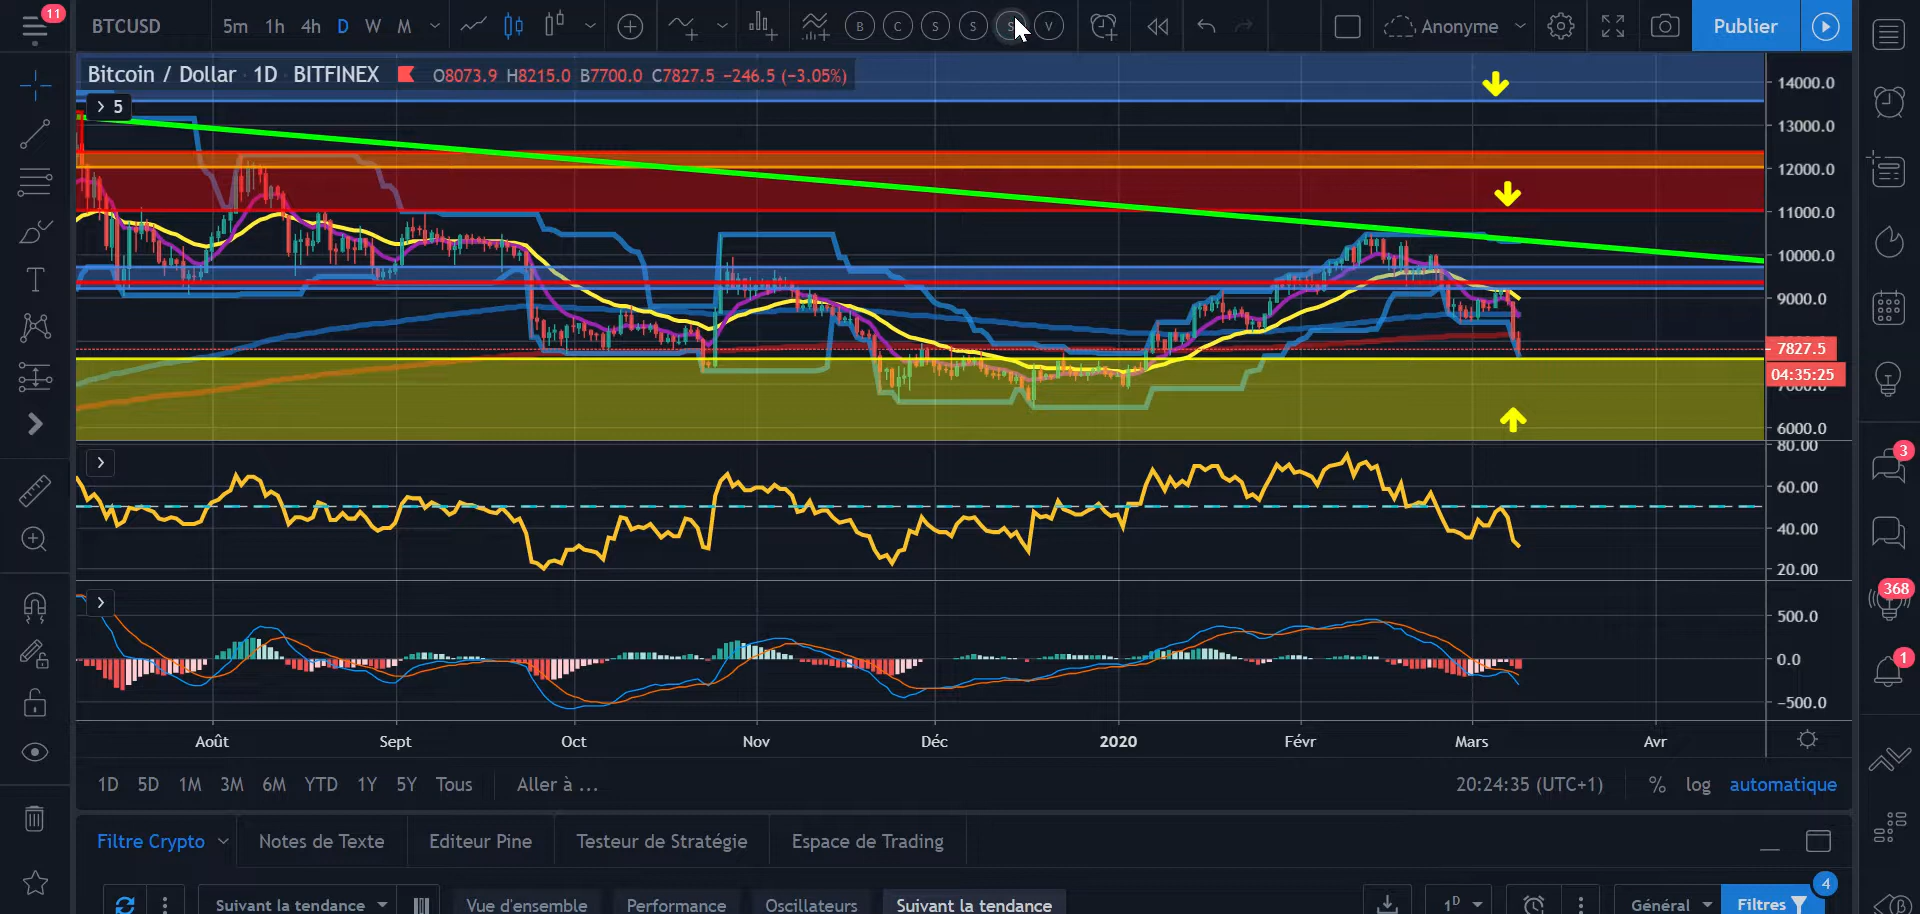 11
BTCUSD
5m 1h 4h D W M
B C S S S V
Anonyme
Publier
Bitcoin / Dollar 1D BITFINEX O8073.9 H8215.0 B7700.0 C7827.5 −246.5 (−3.05%)
5
14000.0
13000.0
12000.0
11000.0
10000.0
9000.0
7827.5
04:35:25
7000.0
6000.0
80.00
60.00
40.00
20.00
500.0
0.0
−500.0
3
368
1
Août Sept Oct Nov Déc 2020 Févr Mars Avr
1D 5D 1M 3M 6M YTD 1Y 5Y Tous Aller à ...
20:24:35 (UTC+1) % log automatique
Filtre Crypto Notes de Texte Editeur Pine Testeur de Stratégie Espace de Trading
4
Suivant la tendance Vue d'ensemble Performance Oscillateurs Suivant la tendance 1D Général Filtres